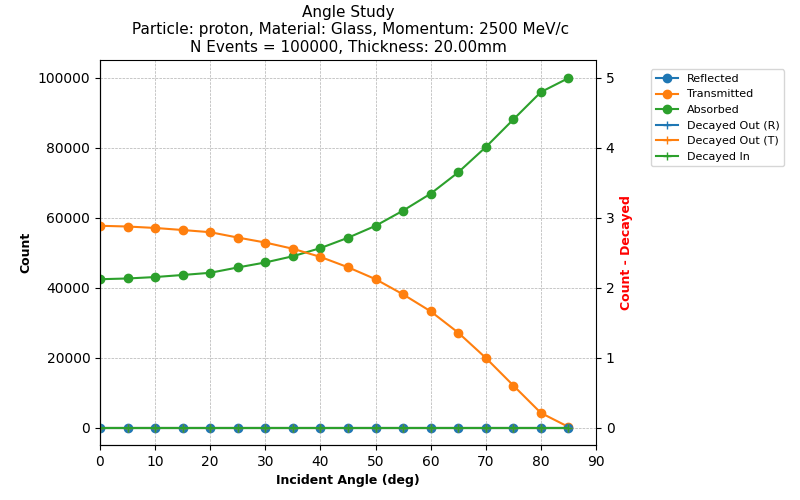 Angle Study
Particle: proton, Material: Glass, Momentum: 2500 MeV/c
N Events = 100000, Thickness: 20.00mm
100000
80000
60000
40000
20000
0
Count
5
4
3
2
1
0
Count - Decayed
0 10 20 30 40 50 60 70 80 90
Incident Angle (deg)
Reflected
Transmitted
Absorbed
Decayed Out (R)
Decayed Out (T)
Decayed In